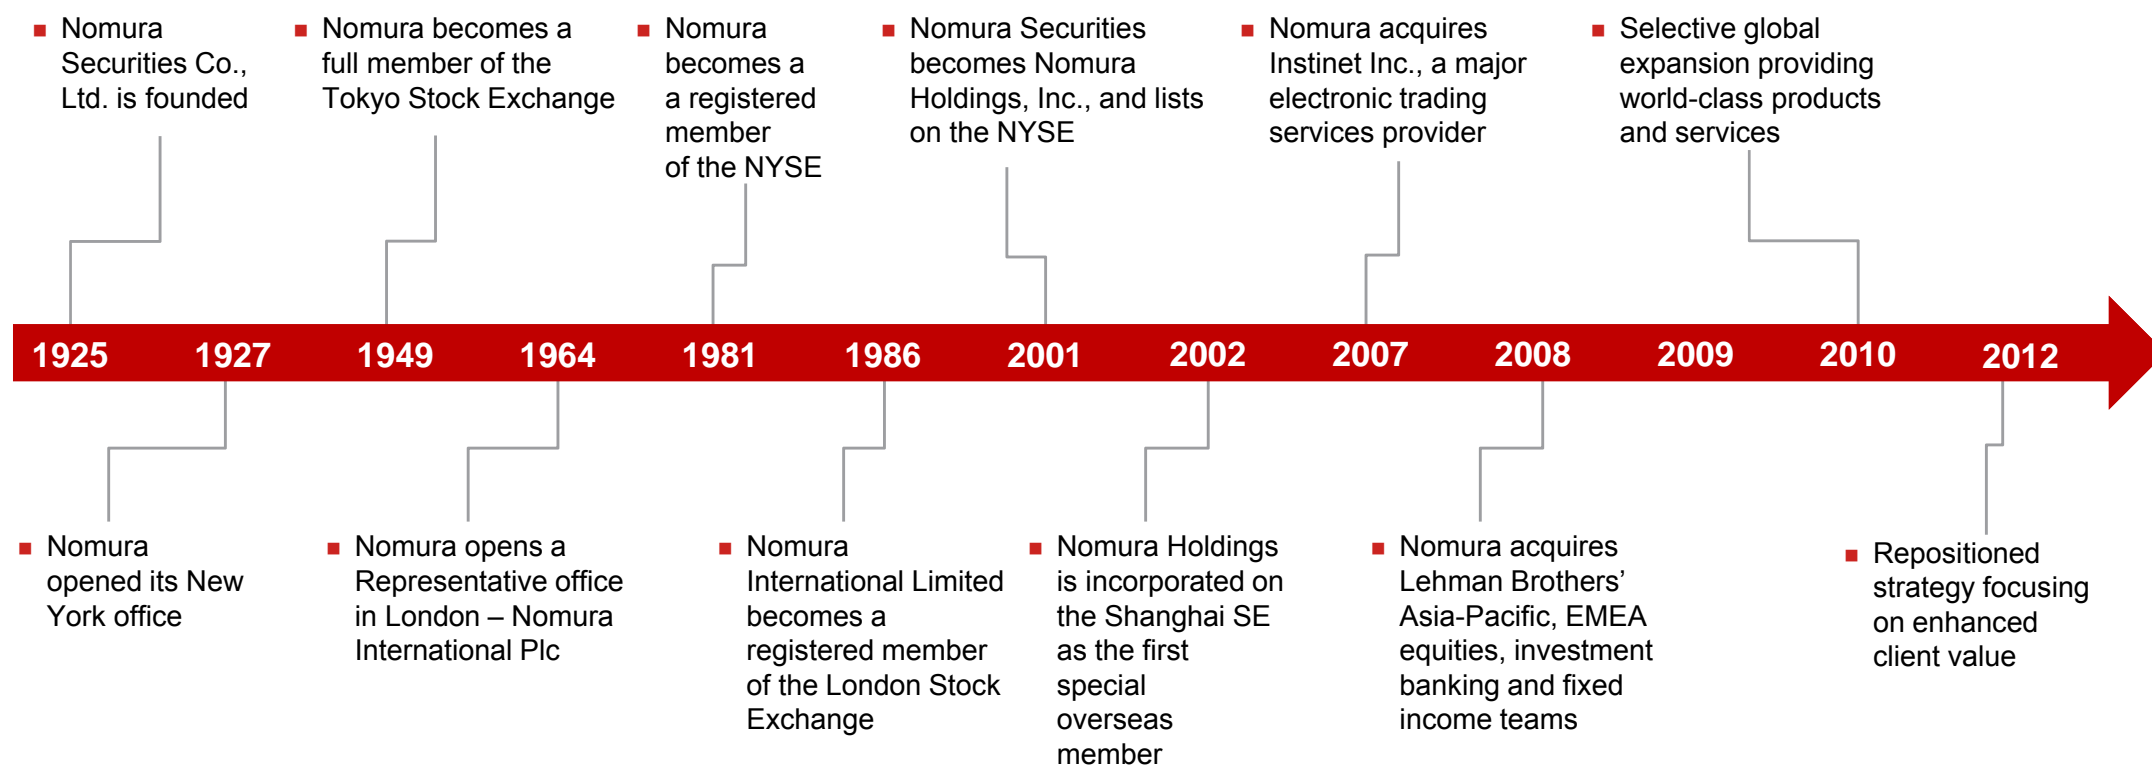 Nomura
Securities Co.,
Ltd. is founded
Nomura becomes a
full member of the
Tokyo Stock Exchange
Nomura
becomes a
a registered
member
of the NYSE
Nomura Securities
becomes Nomura
Holdings, Inc., and lists
on the NYSE
Nomura acquires
Instinet Inc., a major
electronic trading
services provider
Selective global
expansion providing
world-class products
and services
1925 1927 1949 1964 1981 1986 2001 2002 2007 2008 2009 2010 2012
Nomura
opened its New
York office
Nomura opens a
Representative office
in London – Nomura
International Plc
Nomura
International Limited
becomes a
registered member
of the London Stock
Exchange
Nomura Holdings
is incorporated on
the Shanghai SE
as the first
special
overseas
member
Nomura acquires
Lehman Brothers’
Asia-Pacific, EMEA
equities, investment
banking and fixed
income teams
Repositioned
strategy focusing
on enhanced
client value